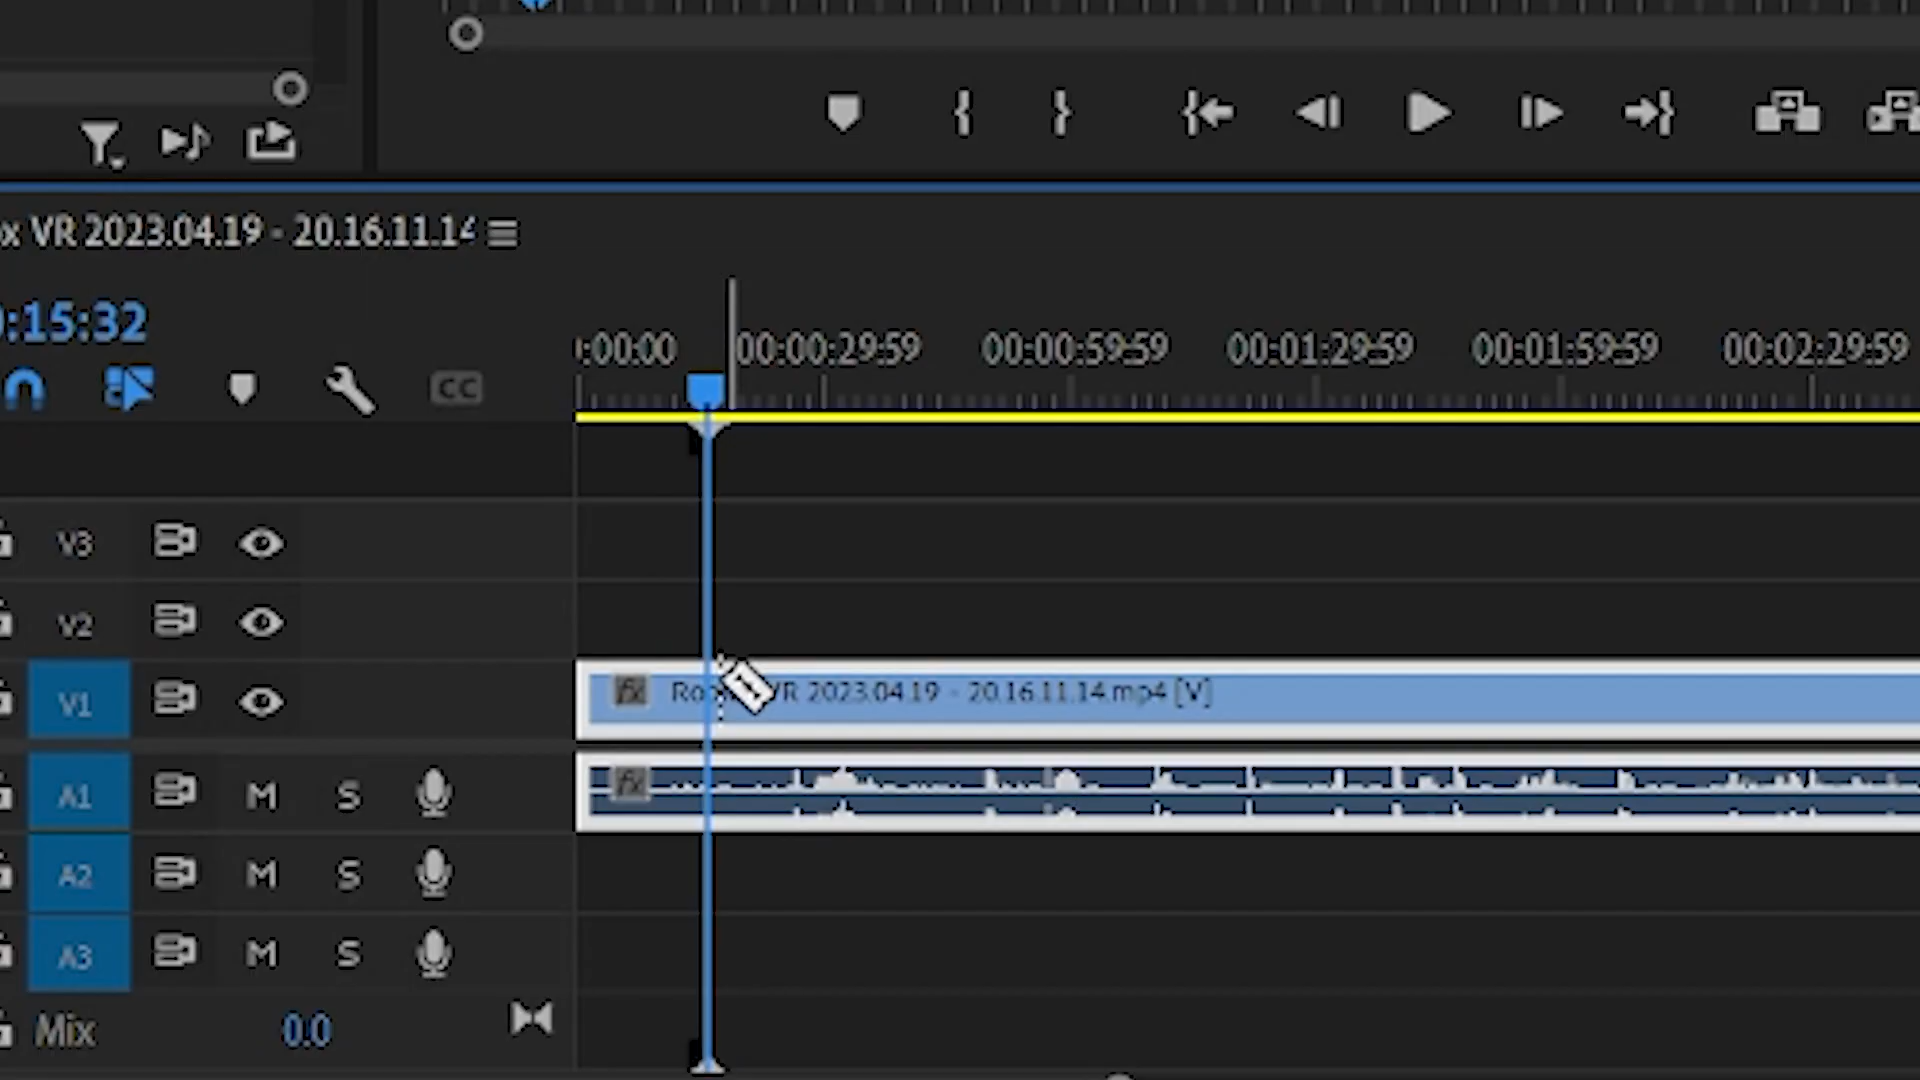 ox VR 2023.04.19 - 20.16.11.14
:15:32
:00:00 00:00:29:59 00:00:59:59 00:01:29:59 00:01:59:59 00:02:29:59
CC
V3
V2
V1 fx VR 2023.04.19 - 20.16.11.14.mp4 [V]
A1 M S fx
A2 M S
A3 M S
Mix 0.0